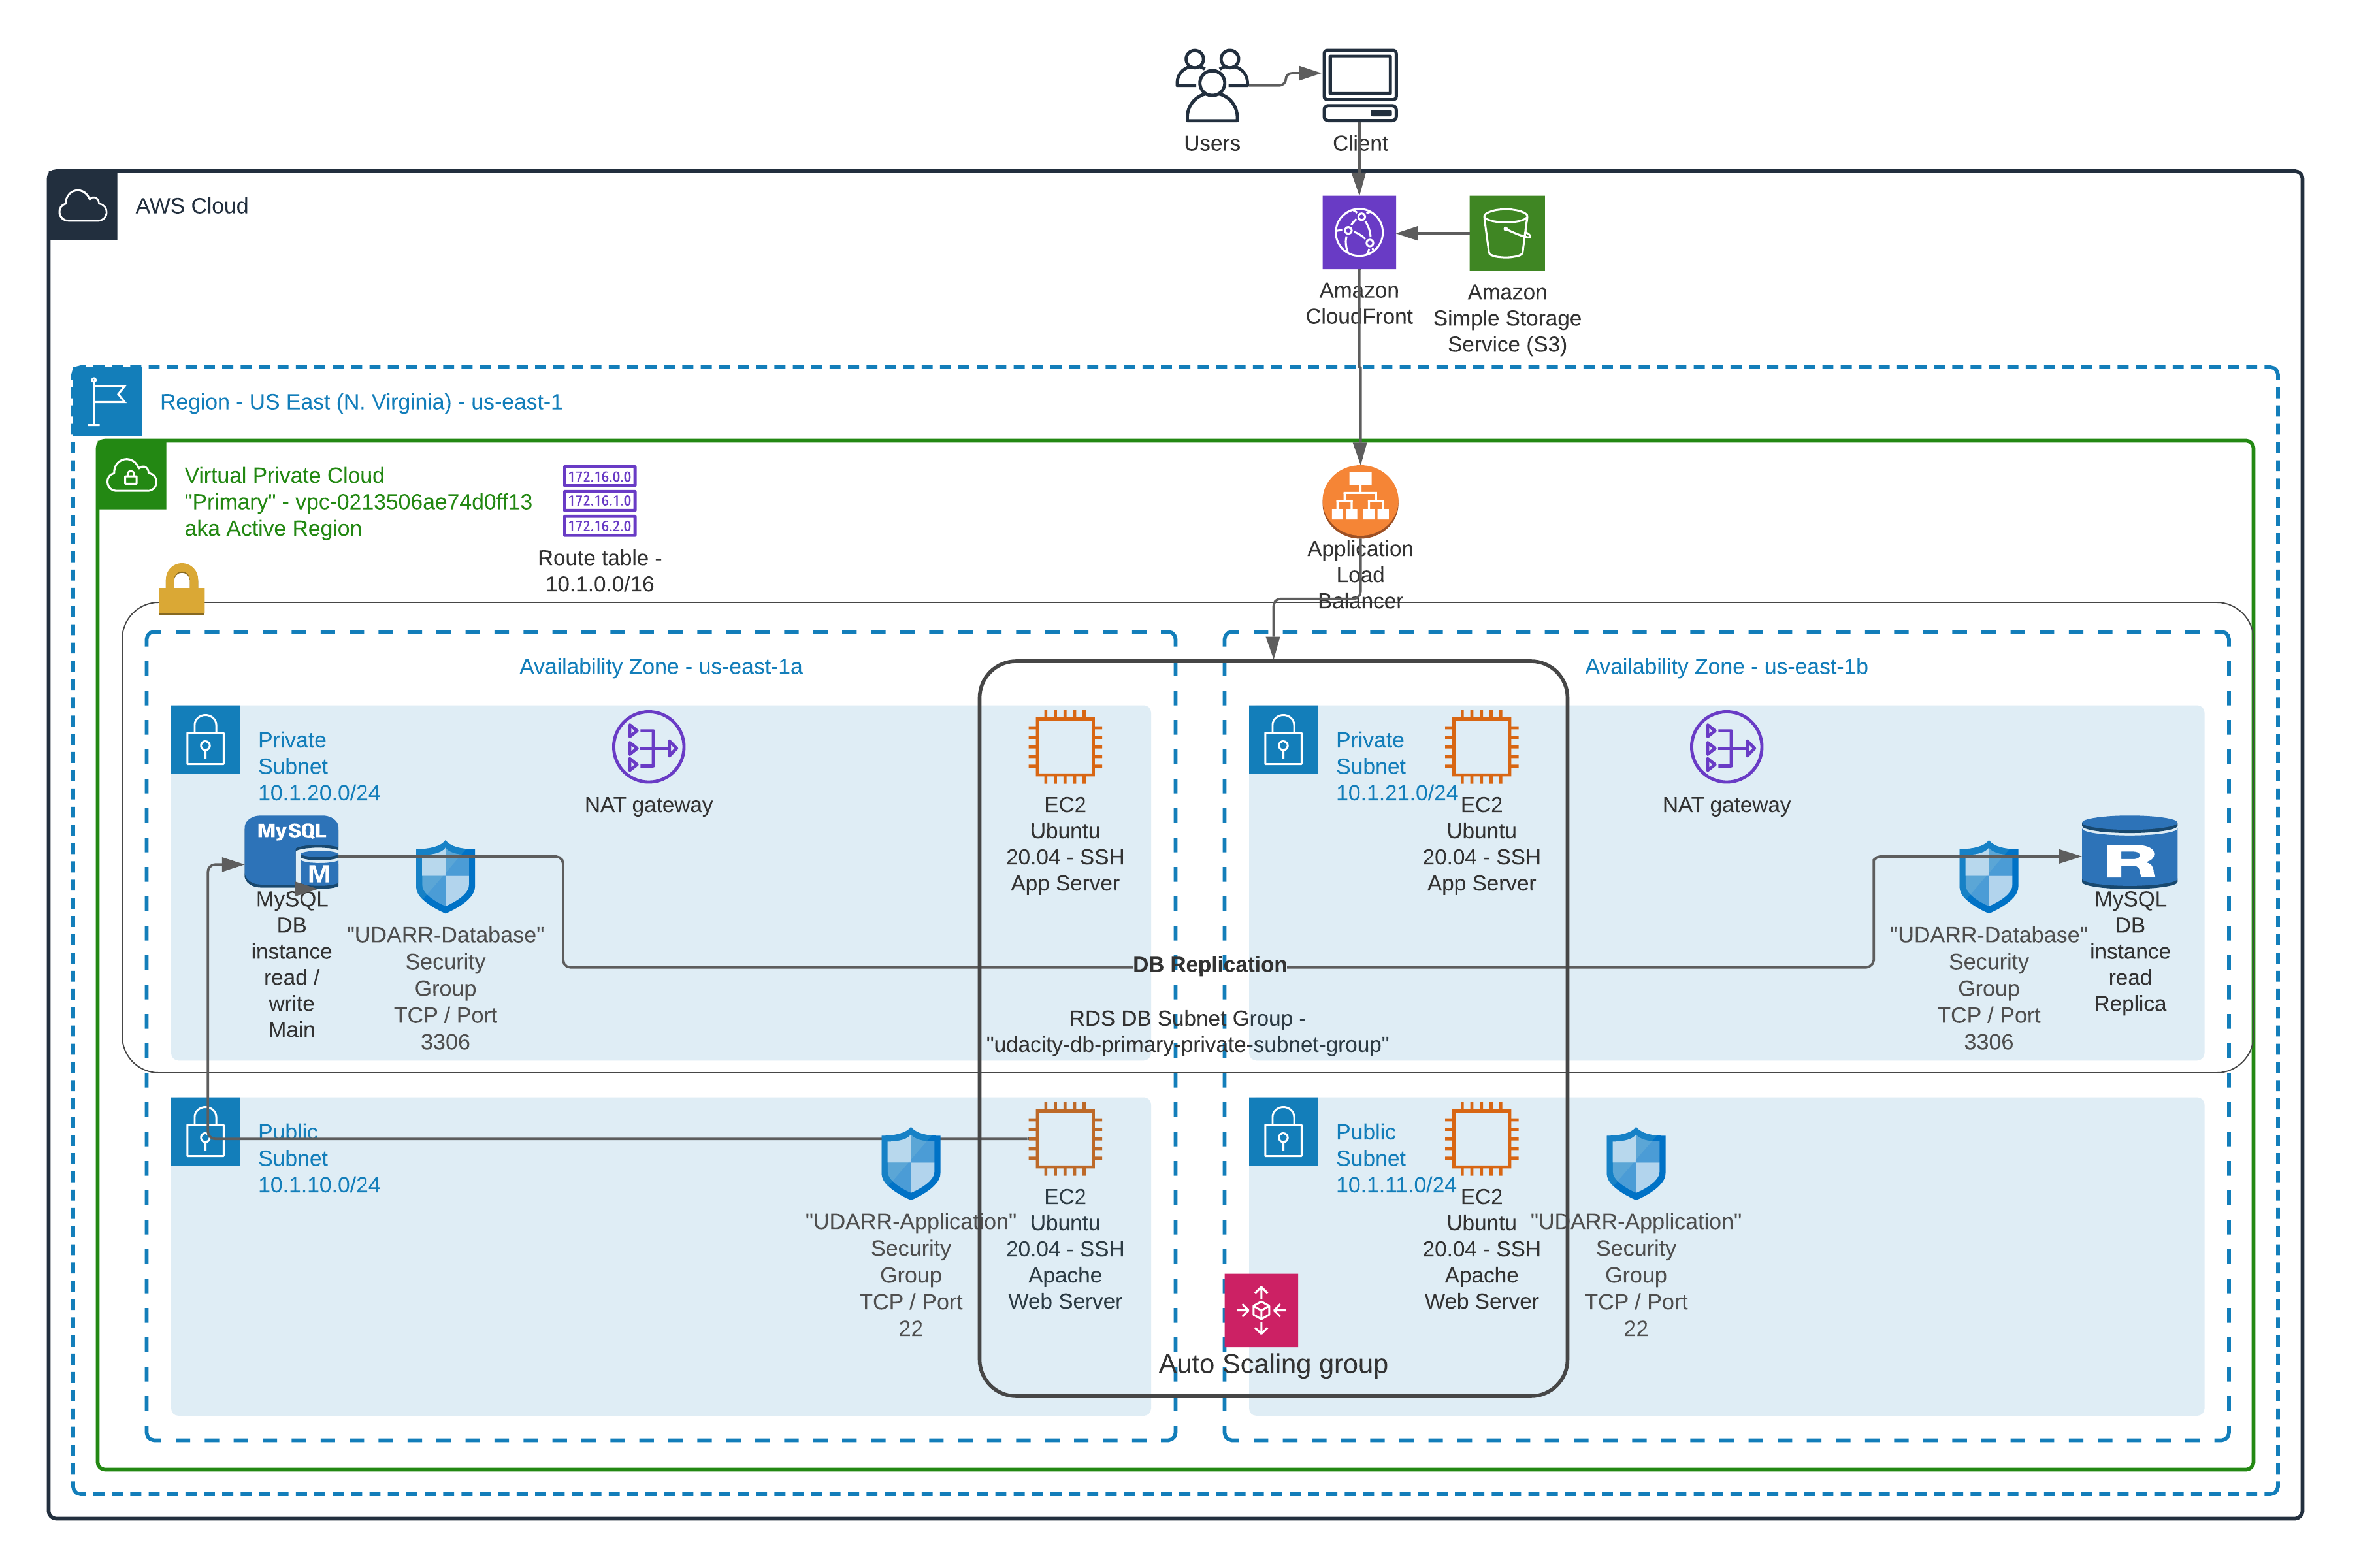 Users
Client
AWS Cloud
Amazon
CloudFront
Amazon
Simple Storage
Service (S3)
Region - US East (N. Virginia) - us-east-1
Virtual Private Cloud
"Primary" - vpc-0213506ae74d0ff13
aka Active Region
172.16.0.0
172.16.1.0
172.16.2.0
Route table -
10.1.0.0/16
Application
Load
Balancer
Availability Zone - us-east-1a
Availability Zone - us-east-1b
Private
Subnet
10.1.20.0/24
NAT gateway
EC2
Ubuntu
20.04 - SSH
App Server
Private
Subnet
10.1.21.0/24
EC2
Ubuntu
20.04 - SSH
App Server
NAT gateway
MySQL
M
MySQL
DB
instance
read /
write
Main
"UDARR-Database"
Security
Group
TCP / Port
3306
DB Replication
RDS DB Subnet Group -
"udacity-db-primary-private-subnet-group"
"UDARR-Database"
Security
Group
TCP / Port
3306
R
MySQL
DB
instance
read
Replica
Public
Subnet
10.1.10.0/24
"UDARR-Application"
Security
Group
TCP / Port
22
EC2
Ubuntu
20.04 - SSH
Apache
Web Server
Public
Subnet
10.1.11.0/24
EC2
Ubuntu
20.04 - SSH
Apache
Web Server
"UDARR-Application"
Security
Group
TCP / Port
22
Auto Scaling group